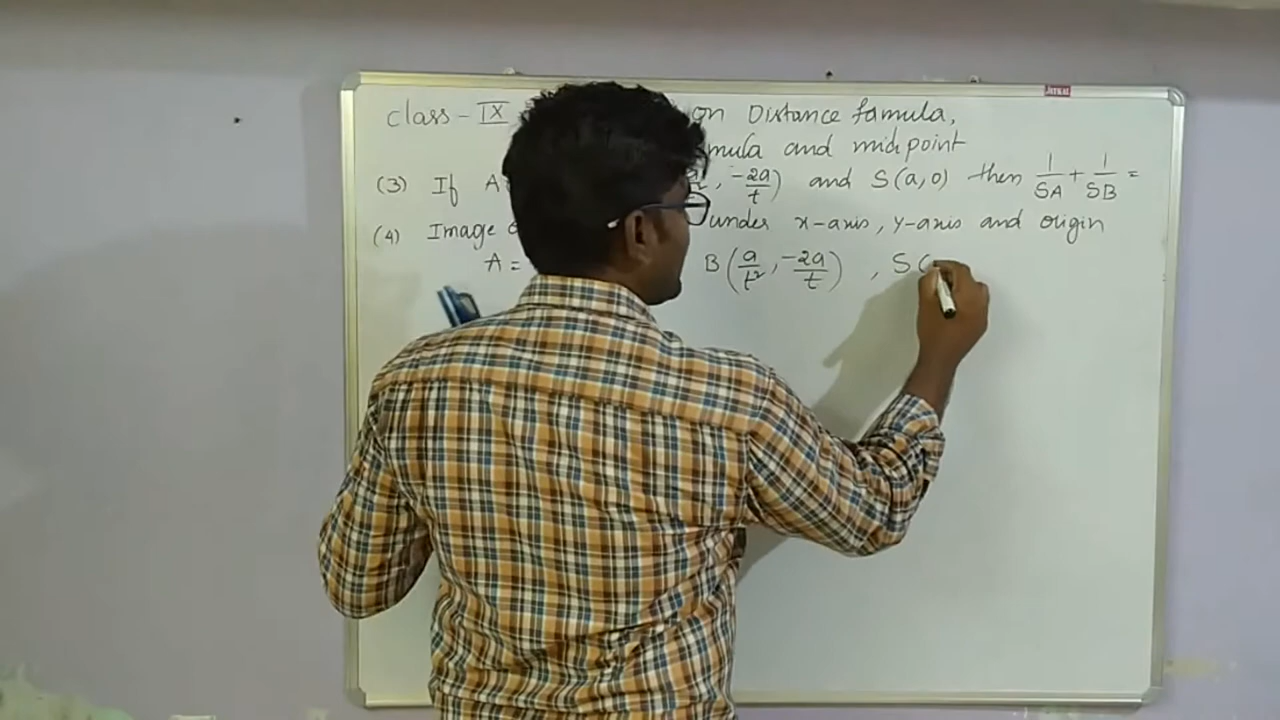 class-IX on Distance famula,
mula and midpoint
(3) If A , -2a/t) and S(a,0) then 1/SA + 1/SB =
(4) Image under x-axis, y-axis and origin
A = B(a/t², -2a/t) , S(